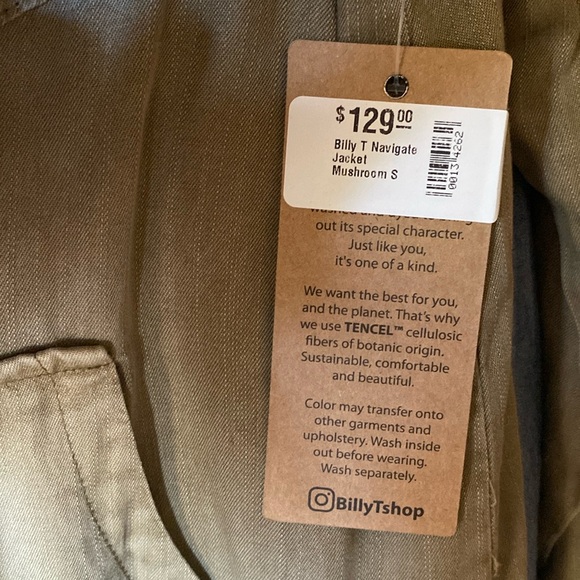 $129.00
Billy T Navigate
Jacket
Mushroom S
00134262
out its special character.
Just like you,
it's one of a kind.
We want the best for you,
and the planet. That's why
we use TENCEL™ cellulosic
fibers of botanic origin.
Sustainable, comfortable
and beautiful.
Color may transfer onto
other garments and
upholstery. Wash inside
out before wearing.
Wash separately.
BillyTshop